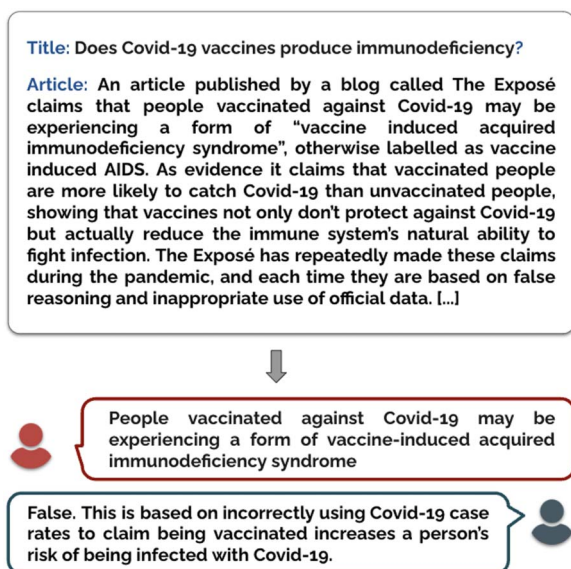 Title: Does Covid-19 vaccines produce immunodeficiency?
Article: An article published by a blog called The Exposé
claims that people vaccinated against Covid-19 may be
experiencing a form of “vaccine induced acquired
immunodeficiency syndrome”, otherwise labelled as vaccine
induced AIDS. As evidence it claims that vaccinated people
are more likely to catch Covid-19 than unvaccinated people,
showing that vaccines not only don’t protect against Covid-19
but actually reduce the immune system’s natural ability to
fight infection. The Exposé has repeatedly made these claims
during the pandemic, and each time they are based on false
reasoning and inappropriate use of official data. [...]
People vaccinated against Covid-19 may be
experiencing a form of vaccine-induced acquired
immunodeficiency syndrome
False. This is based on incorrectly using Covid-19 case
rates to claim being vaccinated increases a person’s
risk of being infected with Covid-19.